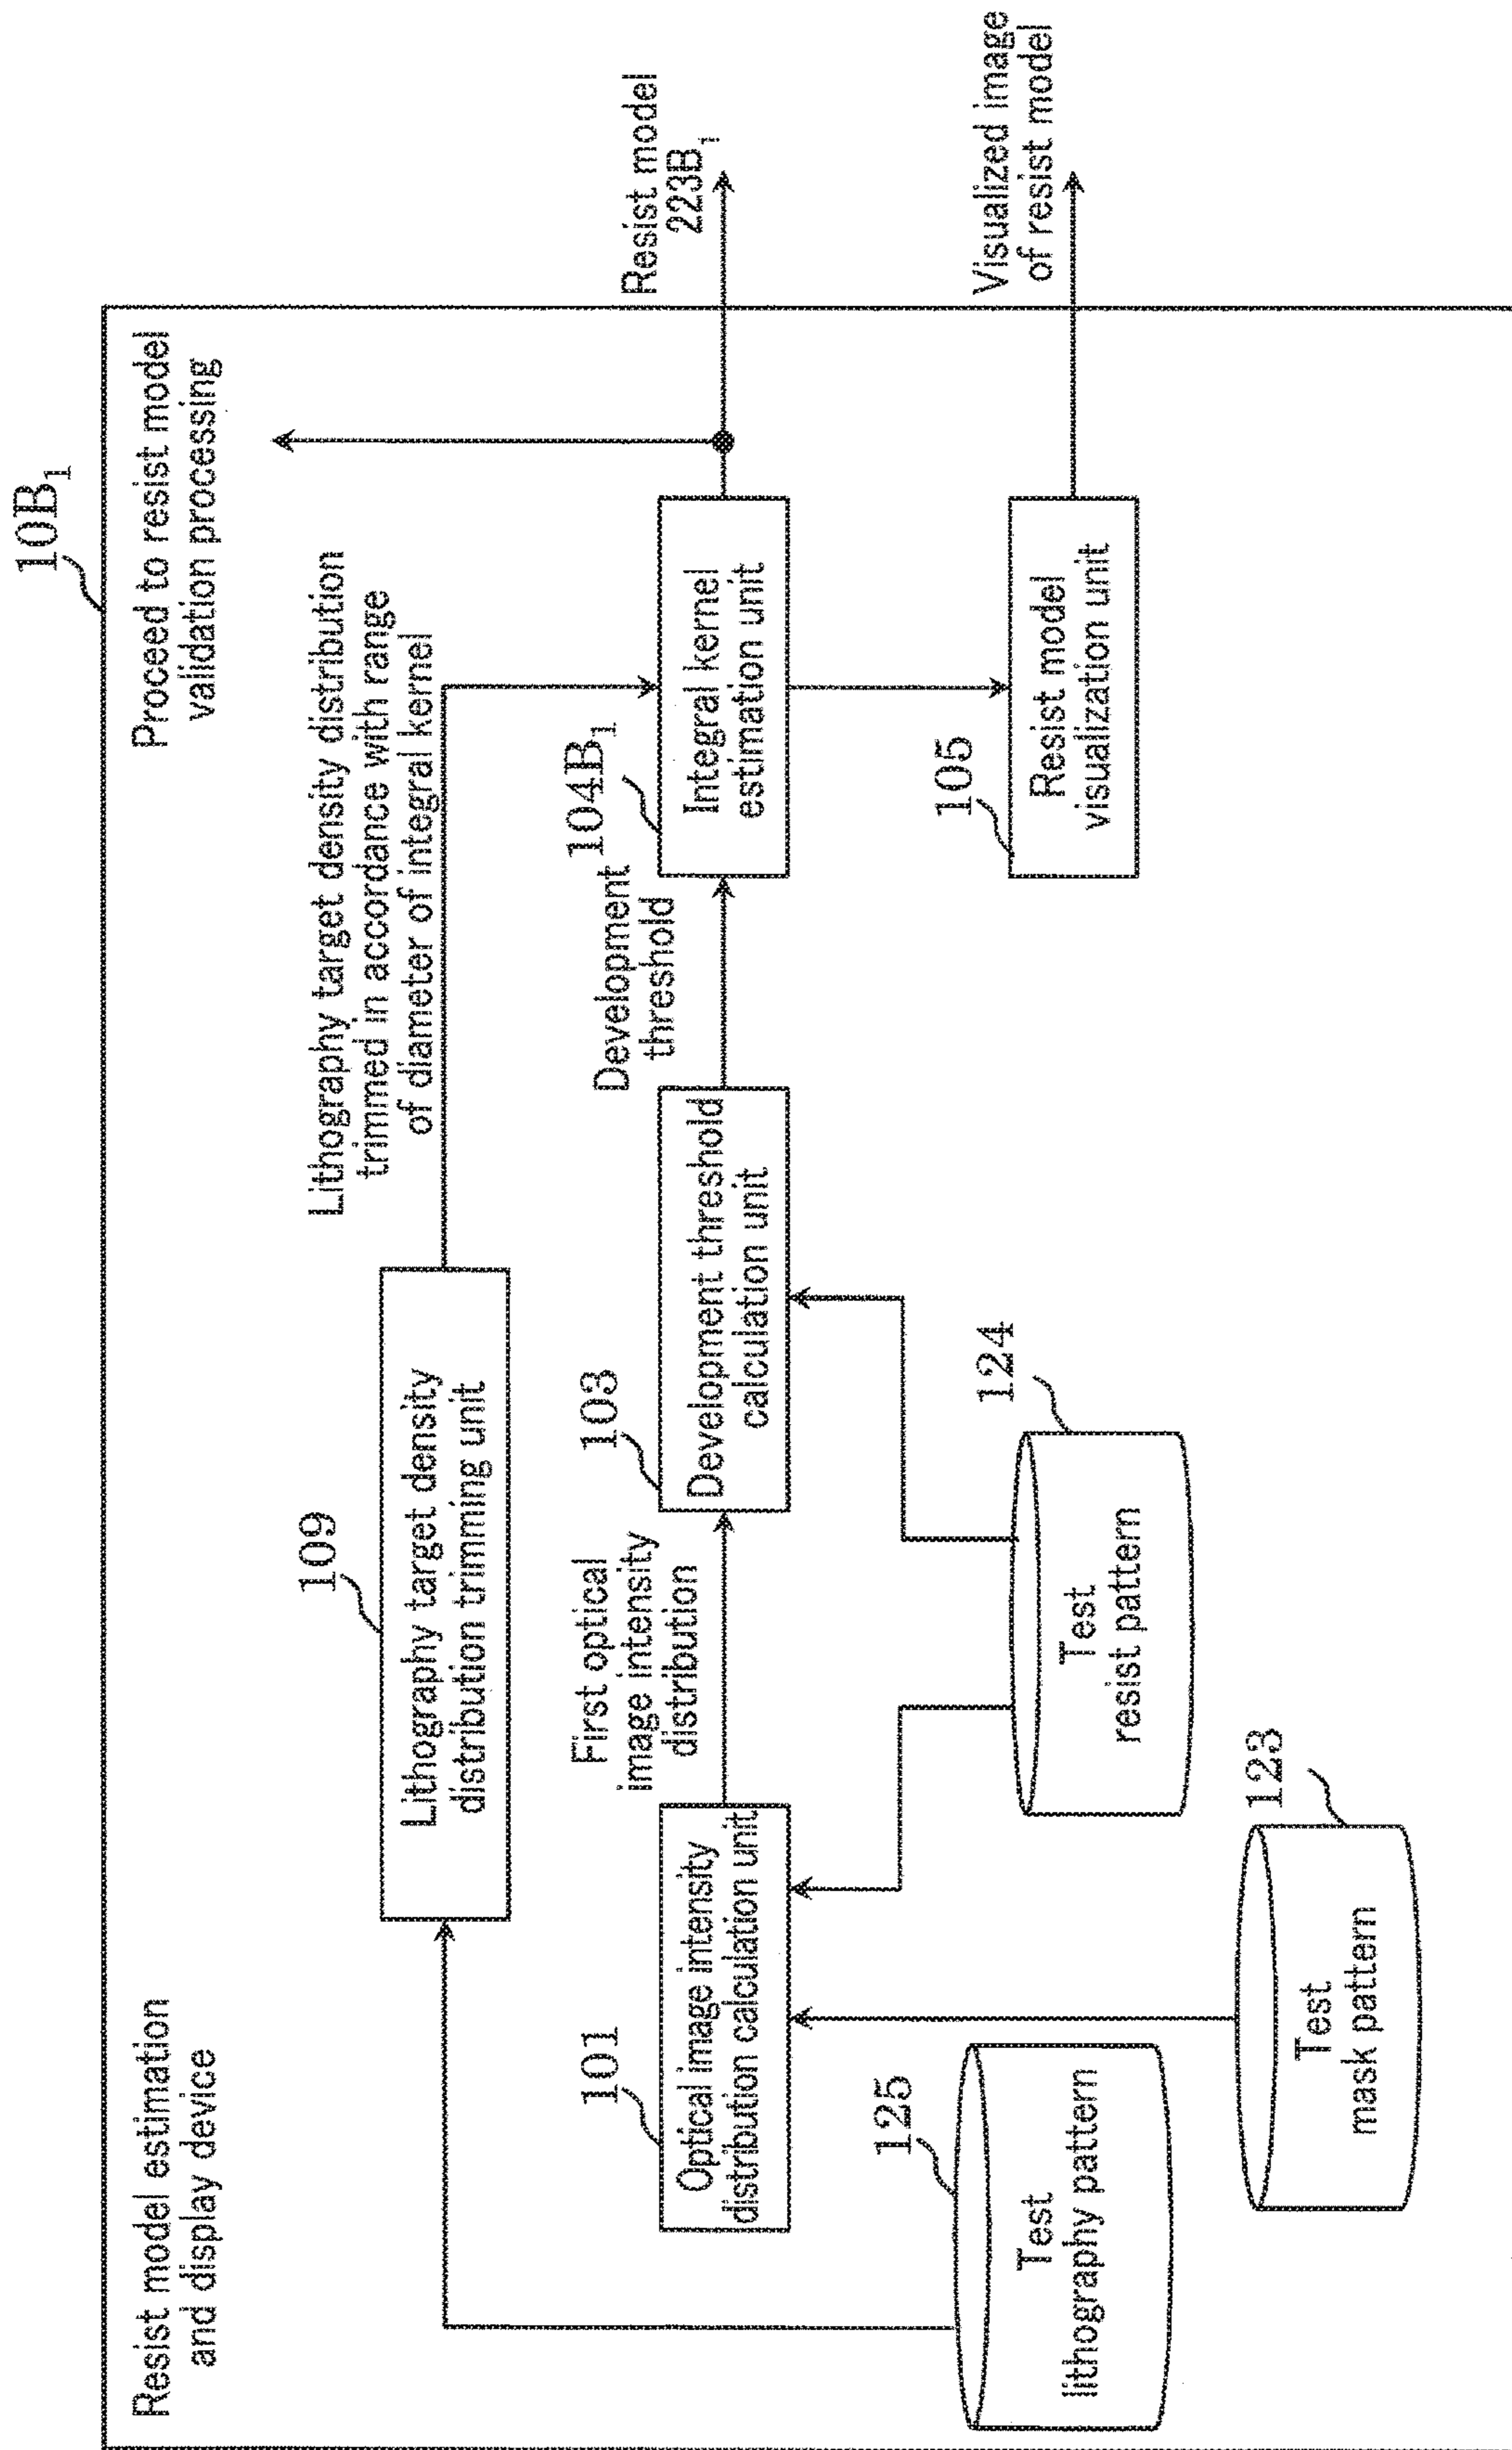 10B1
Resist model estimation
and display device
Proceed to resist model
validation processing
109
Lithography target density
distribution trimming unit
Lithography target density distribution
trimmed in accordance with range
of diameter of integral kernel
101
Optical image intensity
distribution calculation unit
First optical
image intensity
distribution
103
Development threshold
calculation unit
Development
threshold
104B1
Integral kernel
estimation unit
Resist model
223B1
125
Test
lithography pattern
124
Test
resist pattern
105
Resist model
visualization unit
Visualized image
of resist model
123
Test
mask pattern